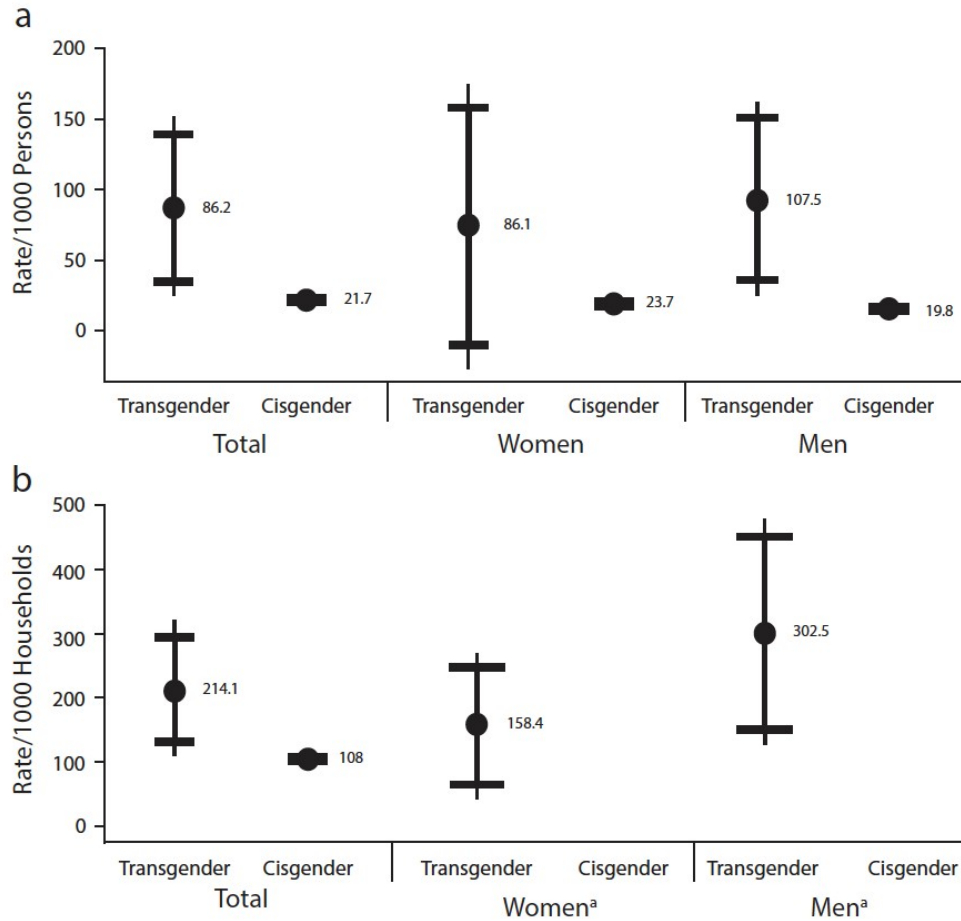 a
Rate/1000 Persons
200
150
100
50
0
86.2
21.7
86.1
23.7
107.5
19.8
Transgender Cisgender Transgender Cisgender Transgender Cisgender
Total Women Men
b
Rate/1000 Households
500
400
300
200
100
0
214.1
108
158.4
302.5
Transgender Cisgender Transgender Cisgender Transgender Cisgender
Total Womenᵃ Menᵃ